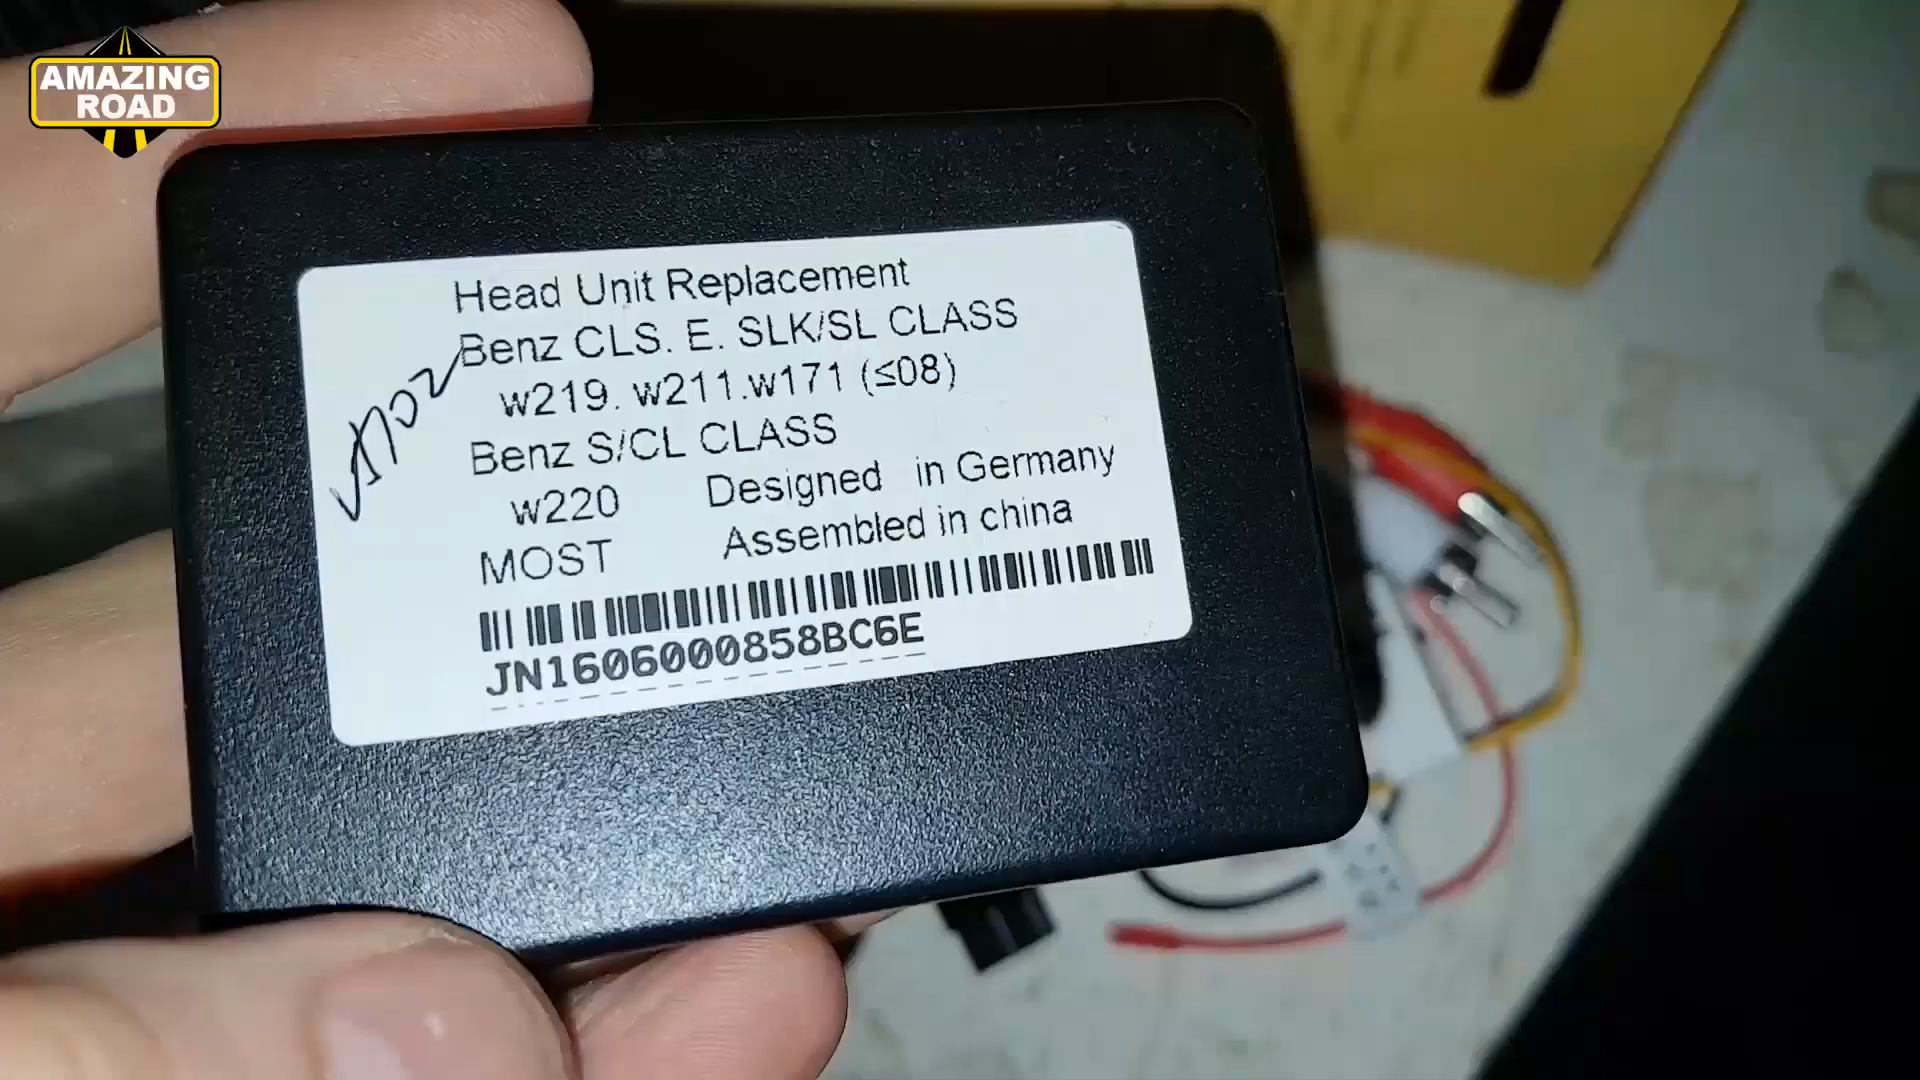 AMAZING
ROAD
Head Unit Replacement
Benz CLS. E. SLK/SL CLASS
w219. w211.w171 (≤08)
Benz S/CL CLASS
w220
Designed in Germany
MOST
Assembled in china
JN1606000858BC6E